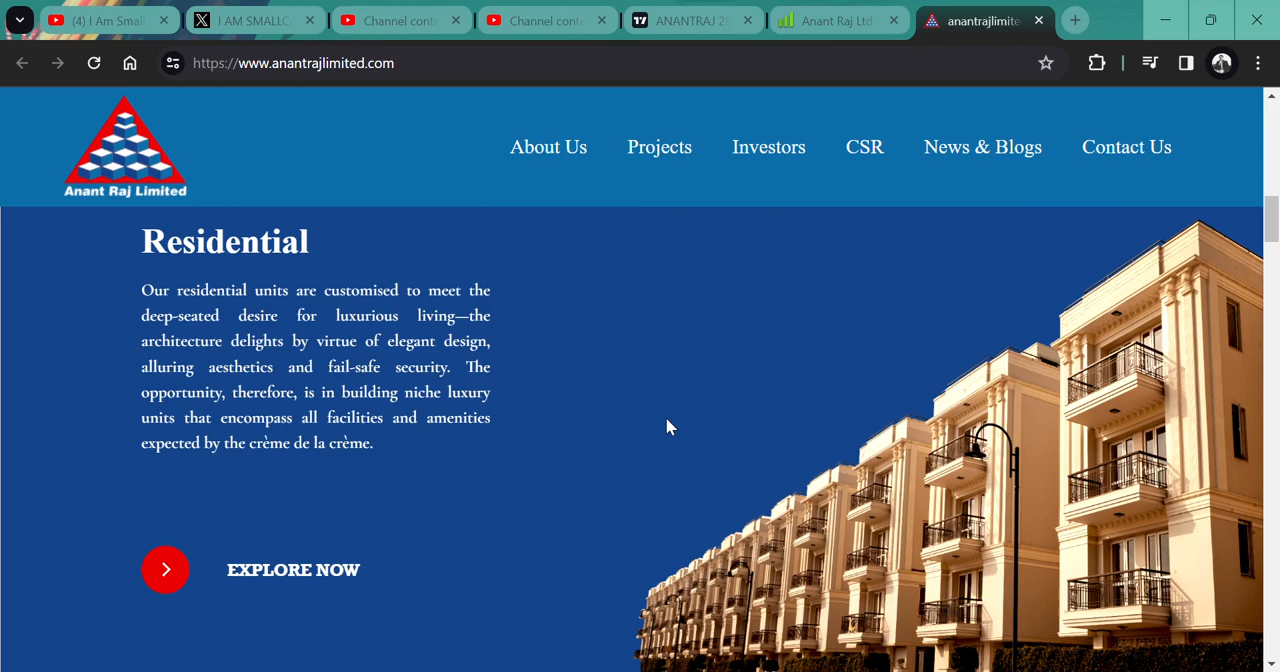 (4) I Am Small
I AM SMALLC
Channel conte
Channel conte
ANANTRAJ 28
Anant Raj Ltd
anantrajlimite
https://www.anantrajlimited.com
Anant Raj Limited
About Us
Projects
Investors
CSR
News & Blogs
Contact Us
Residential
Our residential units are customised to meet the
deep-seated desire for luxurious living—the
architecture delights by virtue of elegant design,
alluring aesthetics and fail-safe security. The
opportunity, therefore, is in building niche luxury
units that encompass all facilities and amenities
expected by the crème de la crème.
EXPLORE NOW